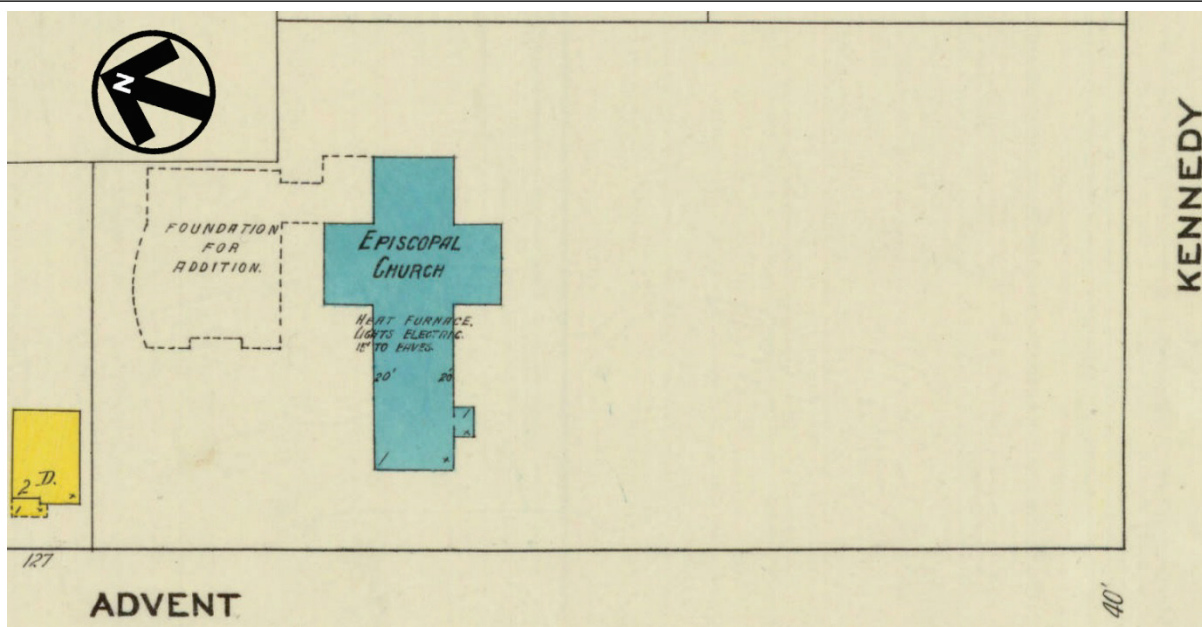 N
KENNEDY
FOUNDATION
FOR
ADDITION.
EPISCOPAL
CHURCH
HEAT FURNACE,
LIGHTS ELECTRIC.
15' TO EAVES.
20' 20'
2 D.
127
ADVENT
40'